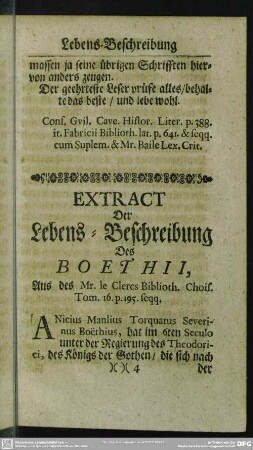 Lebens-Beschreibung
massen ja seine übrigen Schrifften hier-
von anders zeugen.
Der geehrteste Leser prüfe alles/behal-
te das beste / und lebe wohl.
Conf. Gvil. Cave. Histor. Liter. p. 388.
it. Fabricii Biblioth. lat. p. 641. & seqq.
cum Suplem. & Mr. Baile Lex. Crit.
EXTRACT
Der
Lebens-Beschreibung
Des
BOETHII,
Aus des Mr. le Cleres Biblioth. Chois.
Tom. 16. p. 195. seqq.
ANicius Manlius Torquatus Severi-
nus Boëthius, hat im 6ten Seculo
unter der Regierung des Theodori-
ci, des Königs der Gothen / die sich nach
)( )( 4 der